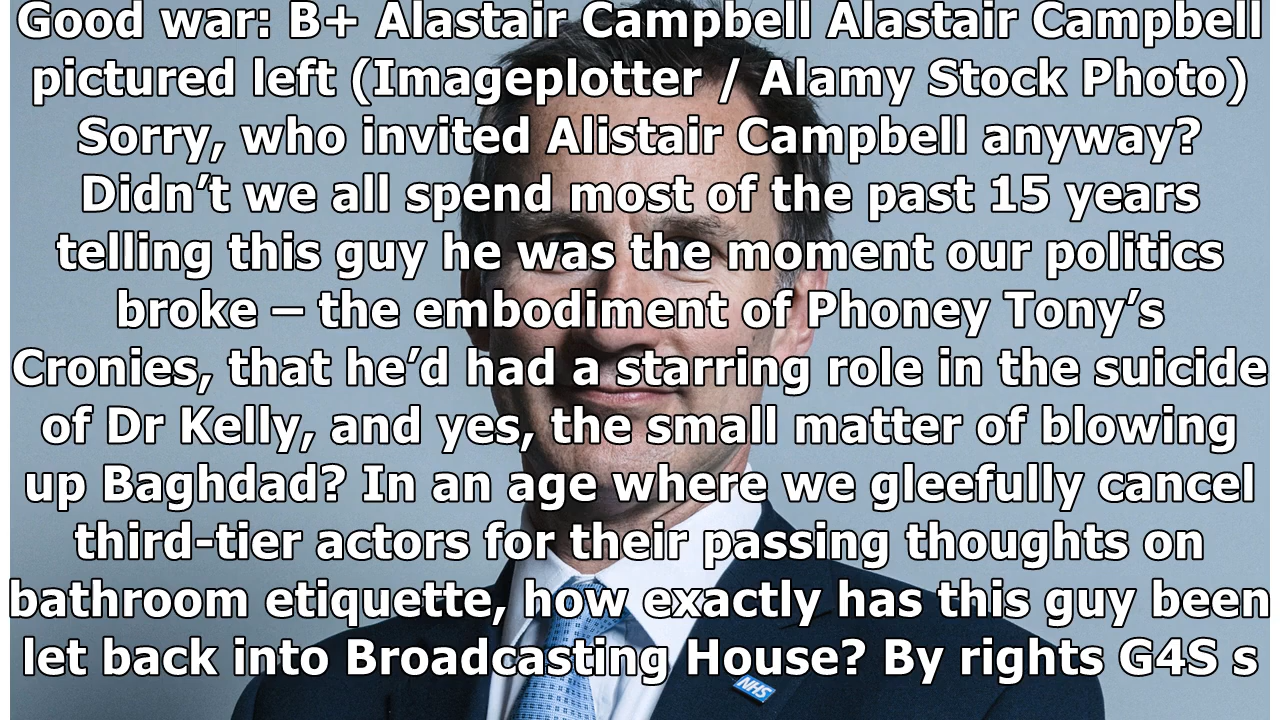 Good war: B+ Alastair Campbell Alastair Campbell
pictured left (Imageplotter / Alamy Stock Photo)
Sorry, who invited Alistair Campbell anyway?
Didn’t we all spend most of the past 15 years
telling this guy he was the moment our politics
broke – the embodiment of Phoney Tony’s
Cronies, that he’d had a starring role in the suicide
of Dr Kelly, and yes, the small matter of blowing
up Baghdad? In an age where we gleefully cancel
third-tier actors for their passing thoughts on
bathroom etiquette, how exactly has this guy been
let back into Broadcasting House? By rights G4S s
NHS